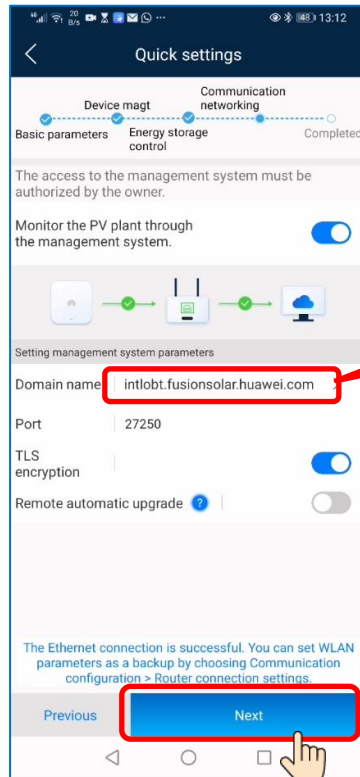 46
20
B/s
48
13:12
Quick settings
Device magt
Communication
networking
Basic parameters
Energy storage
control
Completed
The access to the management system must be
authorized by the owner.
Monitor the PV plant through
the management system.
Setting management system parameters
Domain name
intlobt.fusionsolar.huawei.com
Port
27250
TLS
encryption
Remote automatic upgrade ?
The Ethernet connection is successful. You can set WLAN
parameters as a backup by choosing Communication
configuration > Router connection settings.
Previous
Next